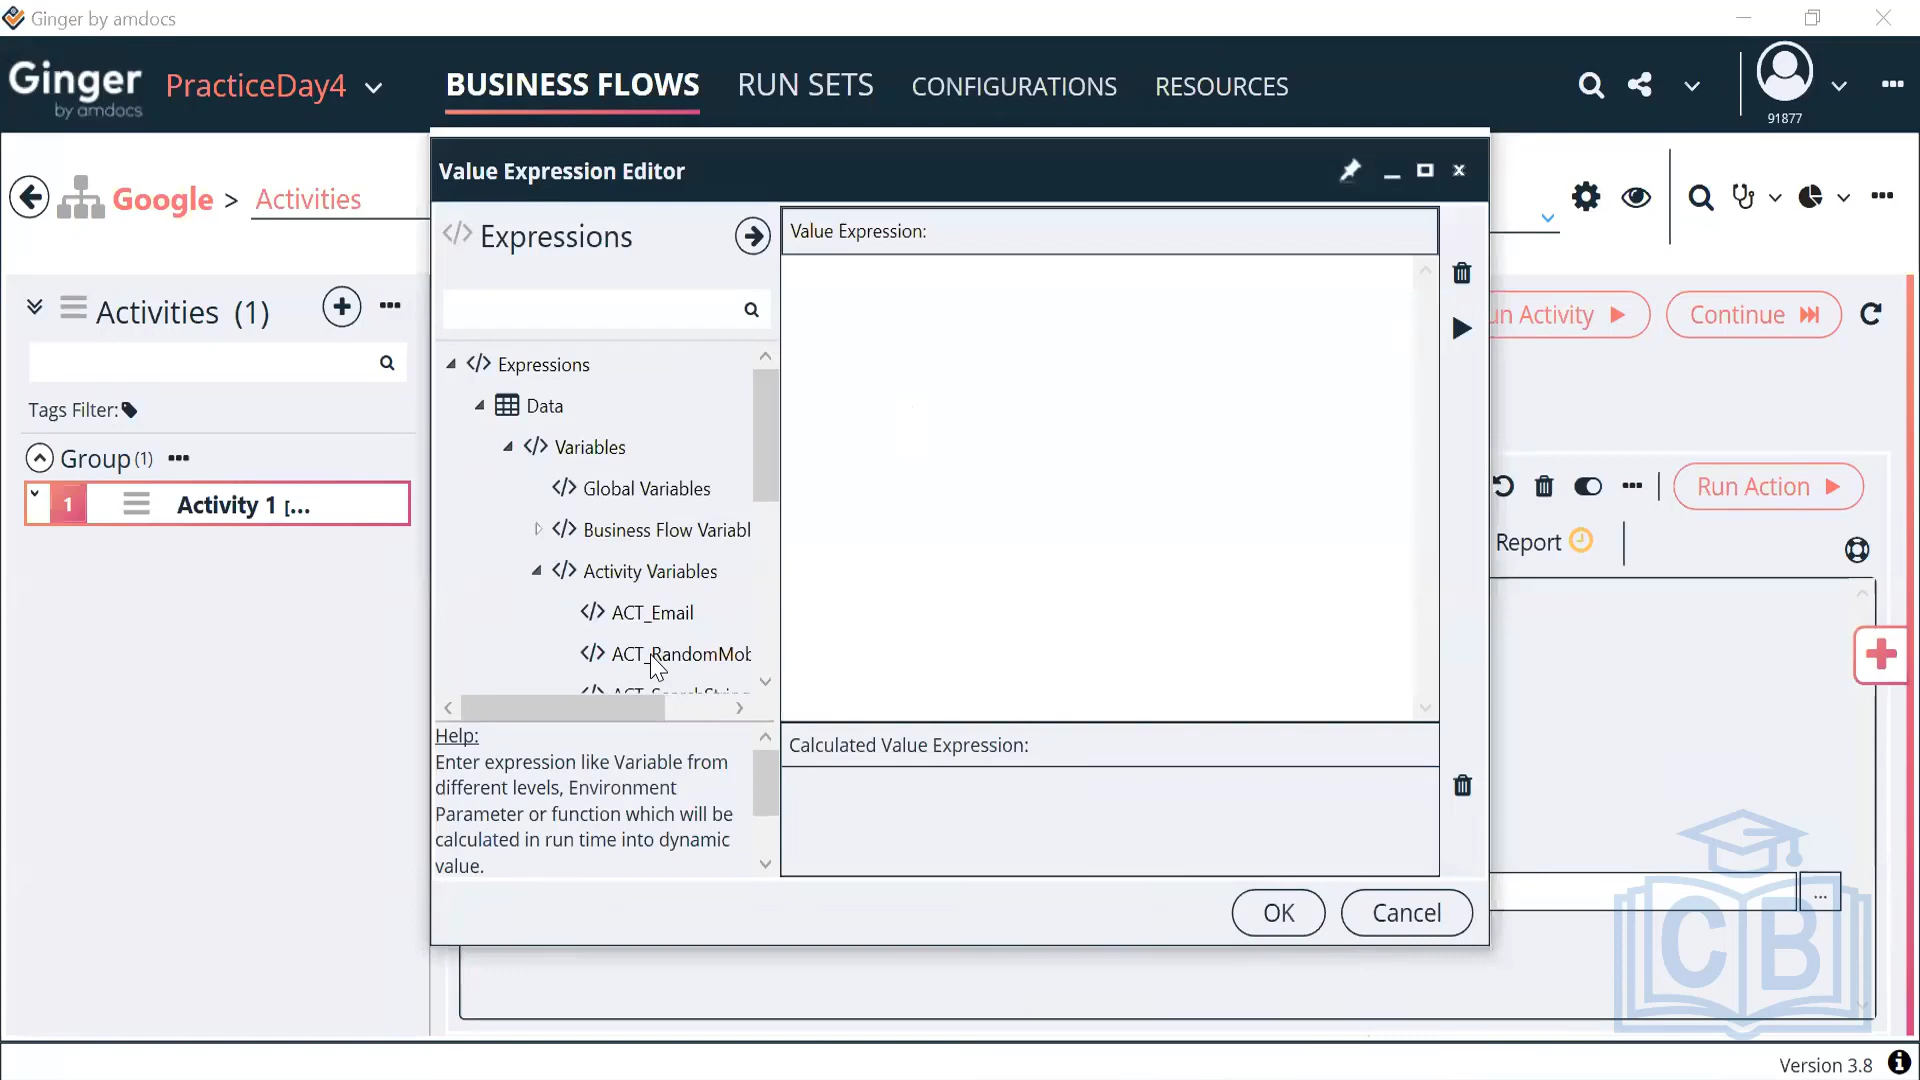 Ginger by amdocs
Ginger
by amdocs
PracticeDay4
BUSINESS FLOWS
RUN SETS
CONFIGURATIONS
RESOURCES
91877
Google > Activities
Value Expression Editor
</> Expressions
Value Expression:
Activities (1)
Tags Filter:
Group (1)
1
Activity 1 [...
</> Expressions
Data
</> Variables
</> Global Variables
</> Business Flow Variabl
</> Activity Variables
</> ACT_Email
</> ACT_RandomMob
</> ACT_SearchString
Help:
Enter expression like Variable from
different levels, Environment
Parameter or function which will be
calculated in run time into dynamic
value.
Calculated Value Expression:
OK
Cancel
un Activity
Continue
Run Action
Report
...
CB
Version 3.8